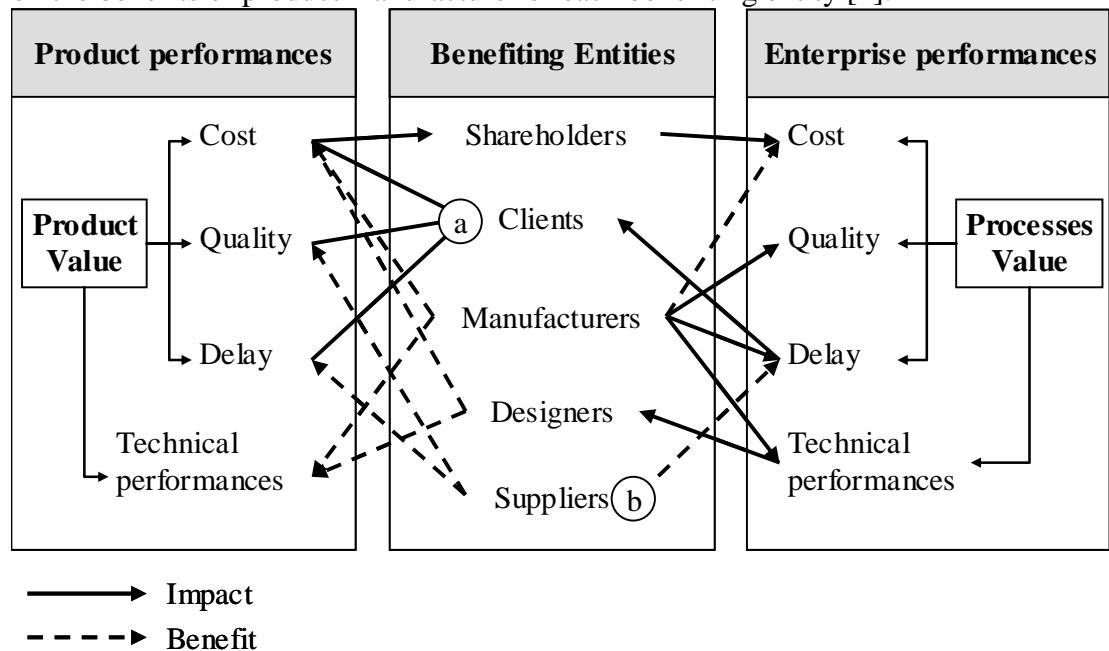 Product performances
Benefiting Entities
Enterprise performances
Cost
Shareholders
Cost
Product
Value
Quality
a
Clients
Quality
Processes
Value
Manufacturers
Delay
Delay
Designers
Technical
performances
Technical
performances
Suppliers
b
Impact
Benefit